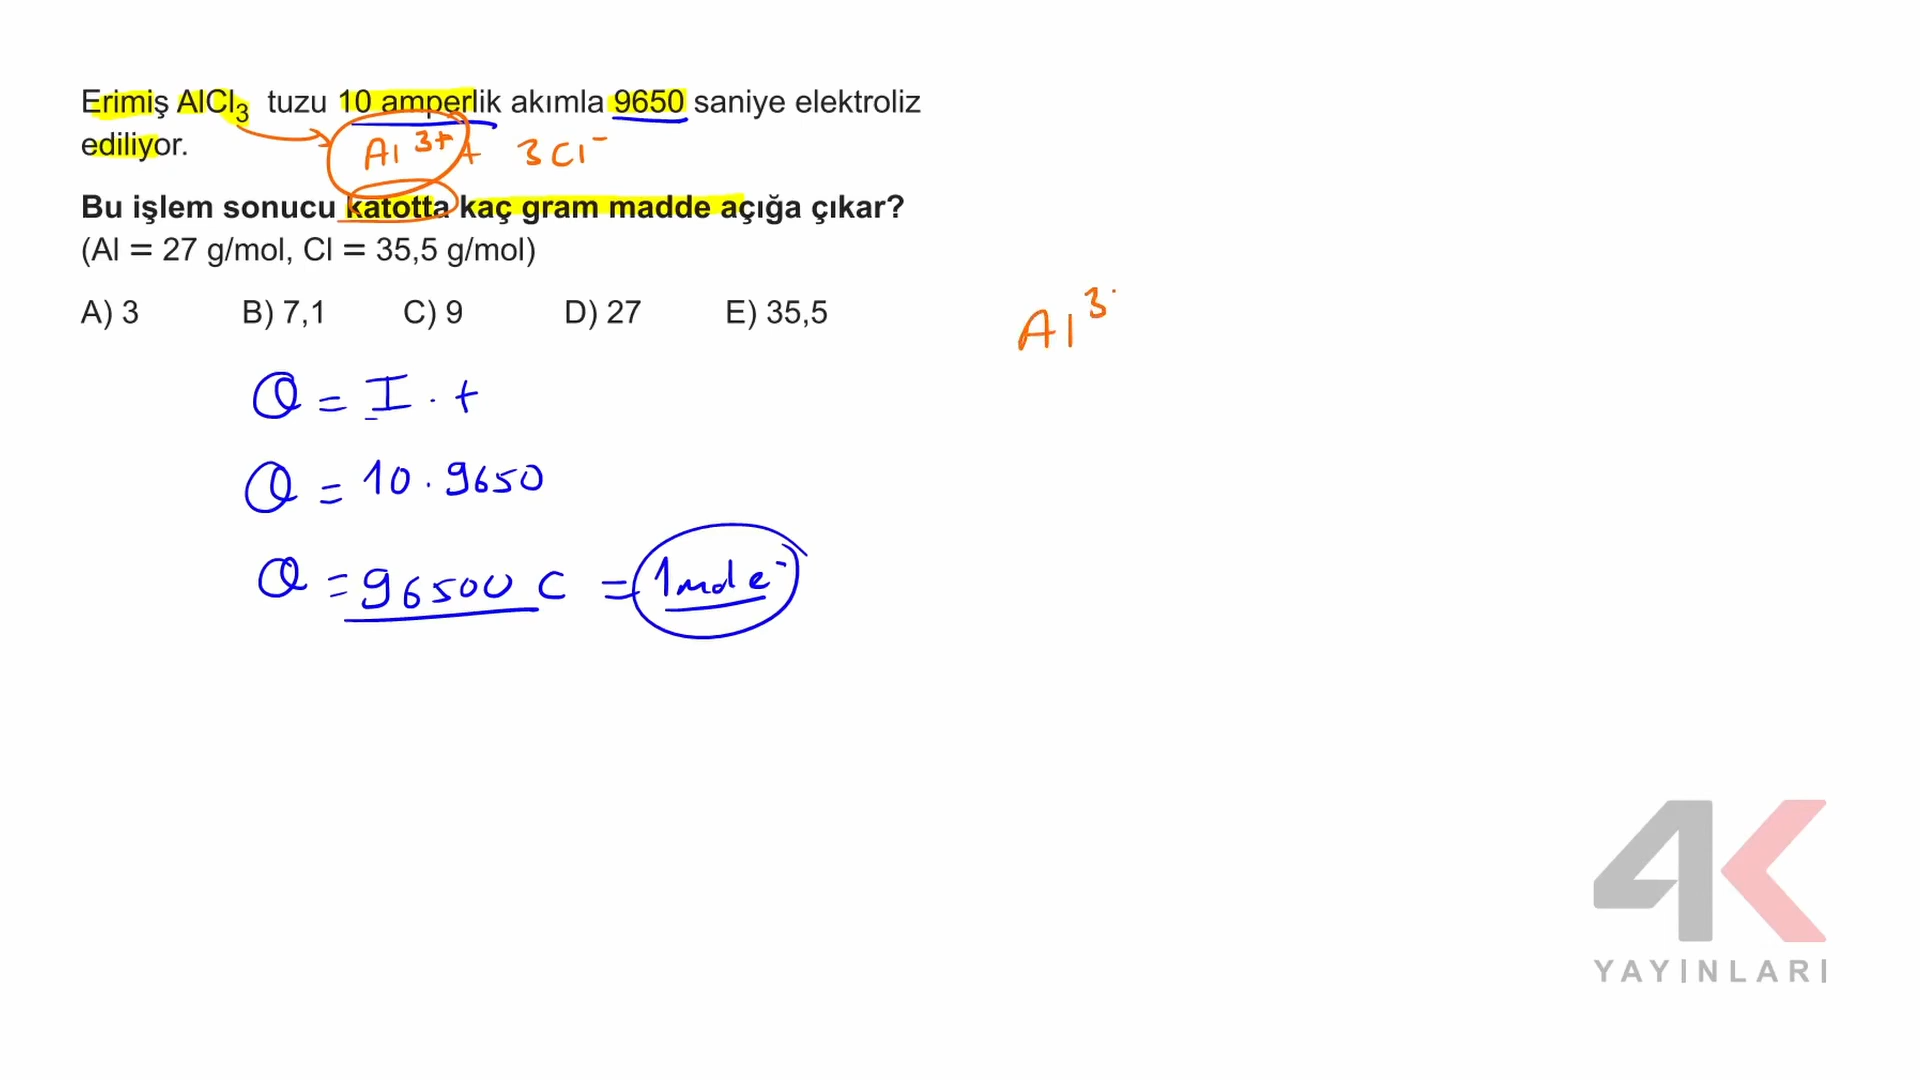 Erimiş AlCl3 tuzu 10 amperlik akımla 9650 saniye elektroliz
ediliyor.
Al 3+ + 3Cl-
Bu işlem sonucu katotta kaç gram madde açığa çıkar?
(Al = 27 g/mol, Cl = 35,5 g/mol)
A) 3 B) 7,1 C) 9 D) 27 E) 35,5
Al 3
Q = I . t
Q = 10 . 9650
Q = 96500 C = 1 mol e-
4K
YAYINLARI